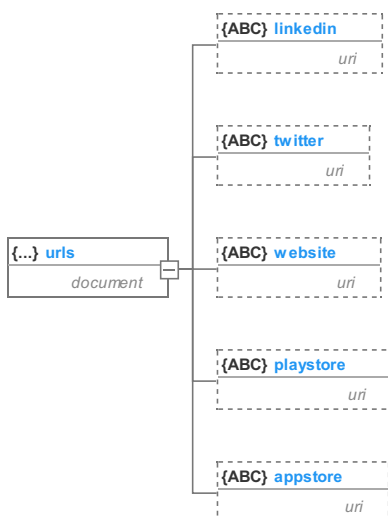 {ABC} linkedin
uri
{ABC} twitter
uri
{...} urls
document
{ABC} website
uri
{ABC} playstore
uri
{ABC} appstore
uri